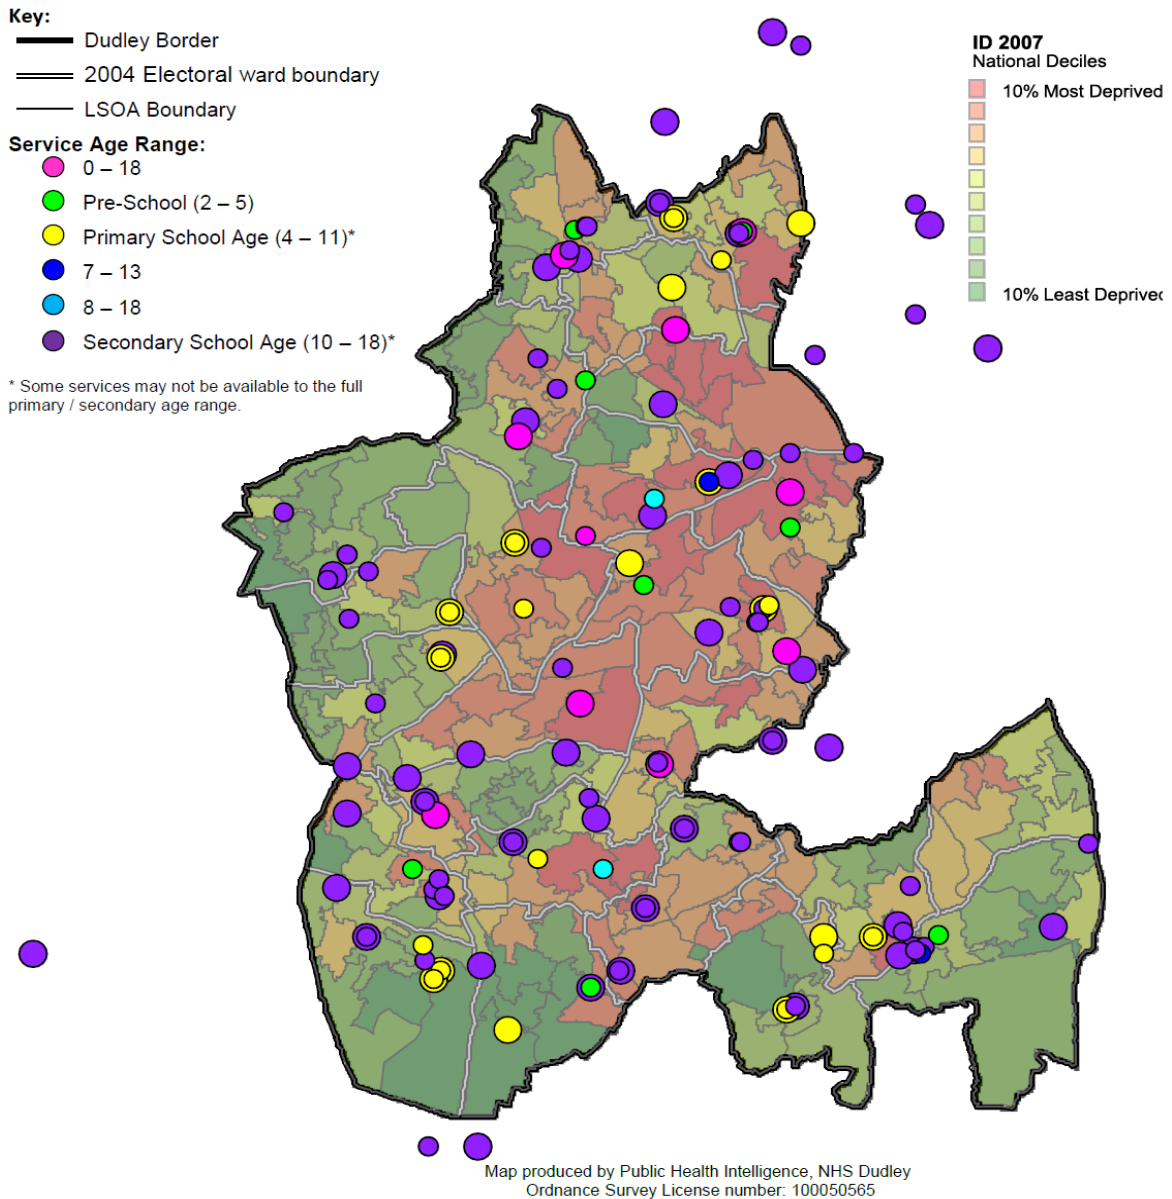 Key:
Dudley Border
2004 Electoral ward boundary
LSOA Boundary
Service Age Range:
0 – 18
Pre-School (2 – 5)
Primary School Age (4 – 11)*
7 – 13
8 – 18
Secondary School Age (10 – 18)*
* Some services may not be available to the full
primary / secondary age range.
ID 2007
National Deciles
10% Most Deprived
10% Least Deprived
Map produced by Public Health Intelligence, NHS Dudley
Ordnance Survey License number: 100050565